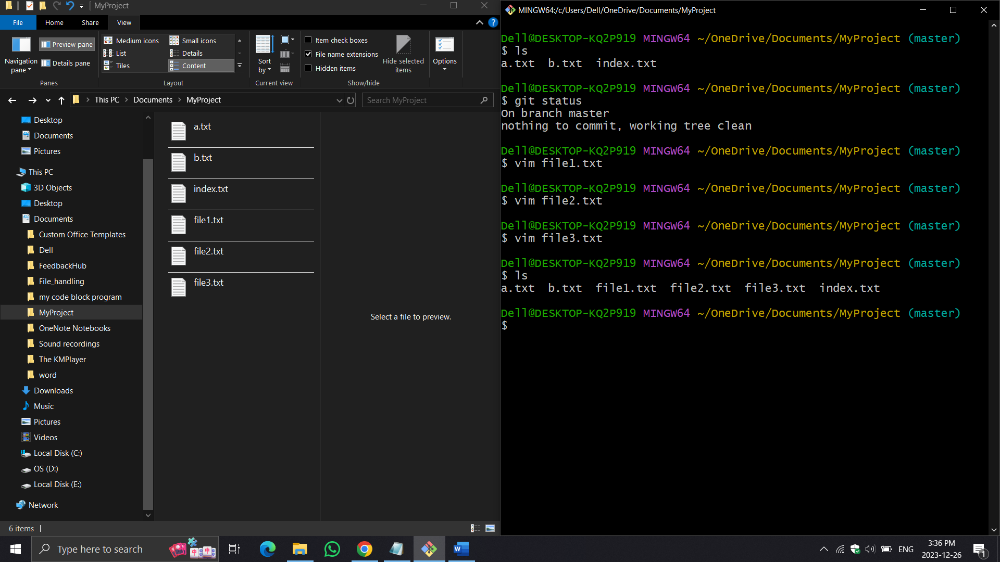 MyProject
File Home Share View
Navigation pane
Preview pane
Details pane
Panes
Medium icons Small icons
List Details
Tiles Content
Layout
Sort by
Current view
Item check boxes
File name extensions
Hidden items
Hide selected items
Show/hide
Options
This PC > Documents > MyProject
Search MyProject
Desktop
Documents
Pictures
This PC
3D Objects
Desktop
Documents
Custom Office Templates
Dell
FeedbackHub
File_handling
my code block program
MyProject
OneNote Notebooks
Sound recordings
The KMPlayer
word
Downloads
Music
Pictures
Videos
Local Disk (C:)
OS (D:)
Local Disk (E:)
Network
a.txt
b.txt
index.txt
file1.txt
file2.txt
file3.txt
Select a file to preview.
6 items
MINGW64:/c/Users/Dell/OneDrive/Documents/MyProject
Dell@DESKTOP-KQ2P919 MINGW64 ~/OneDrive/Documents/MyProject (master)
$ ls
a.txt  b.txt  index.txt
Dell@DESKTOP-KQ2P919 MINGW64 ~/OneDrive/Documents/MyProject (master)
$ git status
On branch master
nothing to commit, working tree clean
Dell@DESKTOP-KQ2P919 MINGW64 ~/OneDrive/Documents/MyProject (master)
$ vim file1.txt
Dell@DESKTOP-KQ2P919 MINGW64 ~/OneDrive/Documents/MyProject (master)
$ vim file2.txt
Dell@DESKTOP-KQ2P919 MINGW64 ~/OneDrive/Documents/MyProject (master)
$ vim file3.txt
Dell@DESKTOP-KQ2P919 MINGW64 ~/OneDrive/Documents/MyProject (master)
$ ls
a.txt  b.txt  file1.txt  file2.txt  file3.txt  index.txt
Dell@DESKTOP-KQ2P919 MINGW64 ~/OneDrive/Documents/MyProject (master)
$
Type here to search
ENG
3:36 PM
2023-12-26
1